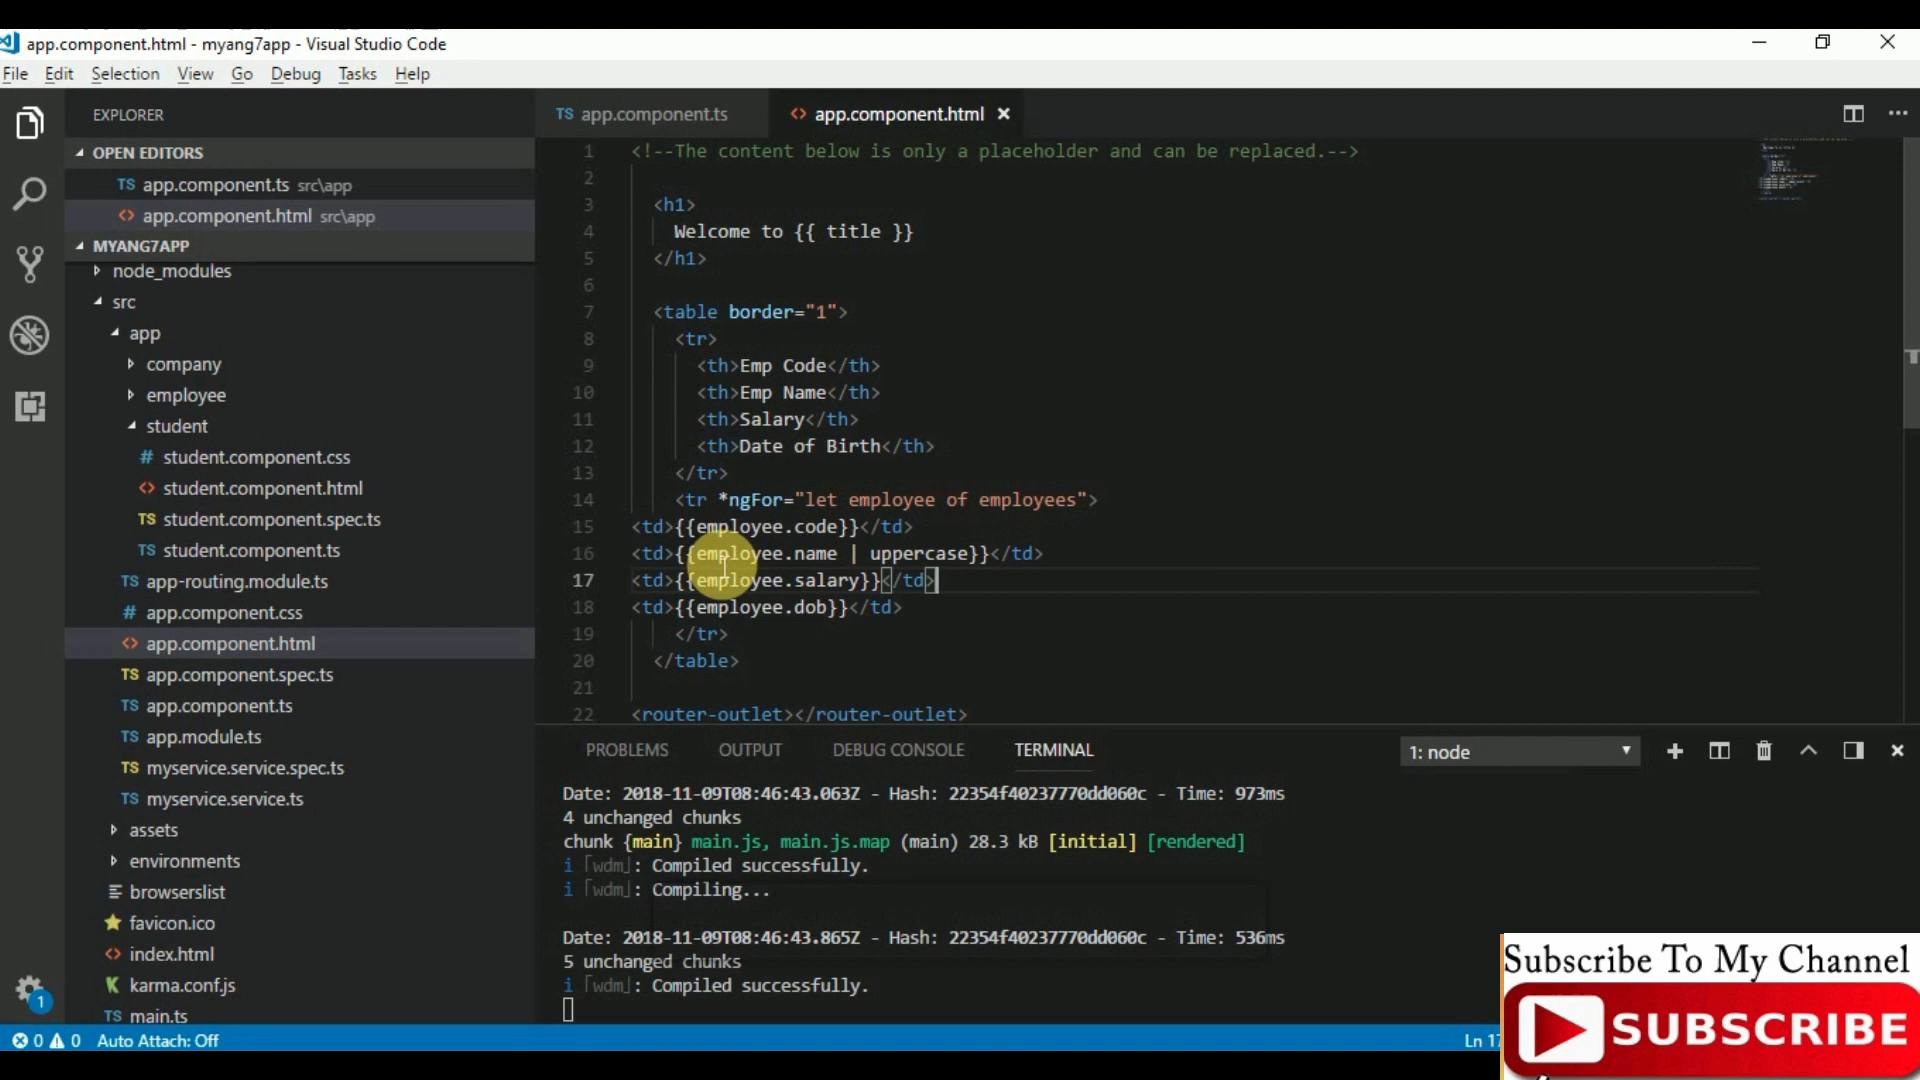 app.component.html - myang7app - Visual Studio Code
File Edit Selection View Go Debug Tasks Help
EXPLORER
OPEN EDITORS
TS app.component.ts src\app
<> app.component.html src\app
MYANG7APP
node_modules
src
app
company
employee
student
# student.component.css
<> student.component.html
TS student.component.spec.ts
TS student.component.ts
TS app-routing.module.ts
# app.component.css
<> app.component.html
TS app.component.spec.ts
TS app.component.ts
TS app.module.ts
TS myservice.service.spec.ts
TS myservice.service.ts
assets
environments
browserslist
favicon.ico
<> index.html
K karma.conf.js
TS main.ts
1
TS app.component.ts <> app.component.html
1 <!--The content below is only a placeholder and can be replaced.-->
2
3 <h1>
4 Welcome to {{ title }}
5 </h1>
6
7 <table border="1">
8 <tr>
9 <th>Emp Code</th>
10 <th>Emp Name</th>
11 <th>Salary</th>
12 <th>Date of Birth</th>
13 </tr>
14 <tr *ngFor="let employee of employees">
15 <td>{{employee.code}}</td>
16 <td>{{employee.name | uppercase}}</td>
17 <td>{{employee.salary}}</td>
18 <td>{{employee.dob}}</td>
19 </tr>
20 </table>
21
22 <router-outlet></router-outlet>
PROBLEMS OUTPUT DEBUG CONSOLE TERMINAL 1: node
Date: 2018-11-09T08:46:43.063Z - Hash: 22354f40237770dd060c - Time: 973ms
4 unchanged chunks
chunk {main} main.js, main.js.map (main) 28.3 kB [initial] [rendered]
i ｢wdm｣: Compiled successfully.
i ｢wdm｣: Compiling...
Date: 2018-11-09T08:46:43.865Z - Hash: 22354f40237770dd060c - Time: 536ms
5 unchanged chunks
i ｢wdm｣: Compiled successfully.
0 0 Auto Attach: Off
Ln 17
Subscribe To My Channel
SUBSCRIBE